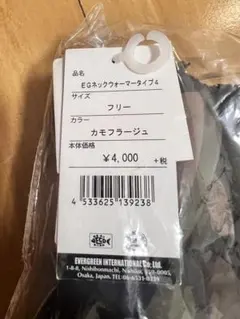 品名
EGネックウォーマータイプ4
サイズ
フリー
カラー
カモフラージュ
本体価格
￥4,000 +税
4 533625 139238
EVERGREEN INTERNATIONAL Co; Ltd.
Osaka, Japan